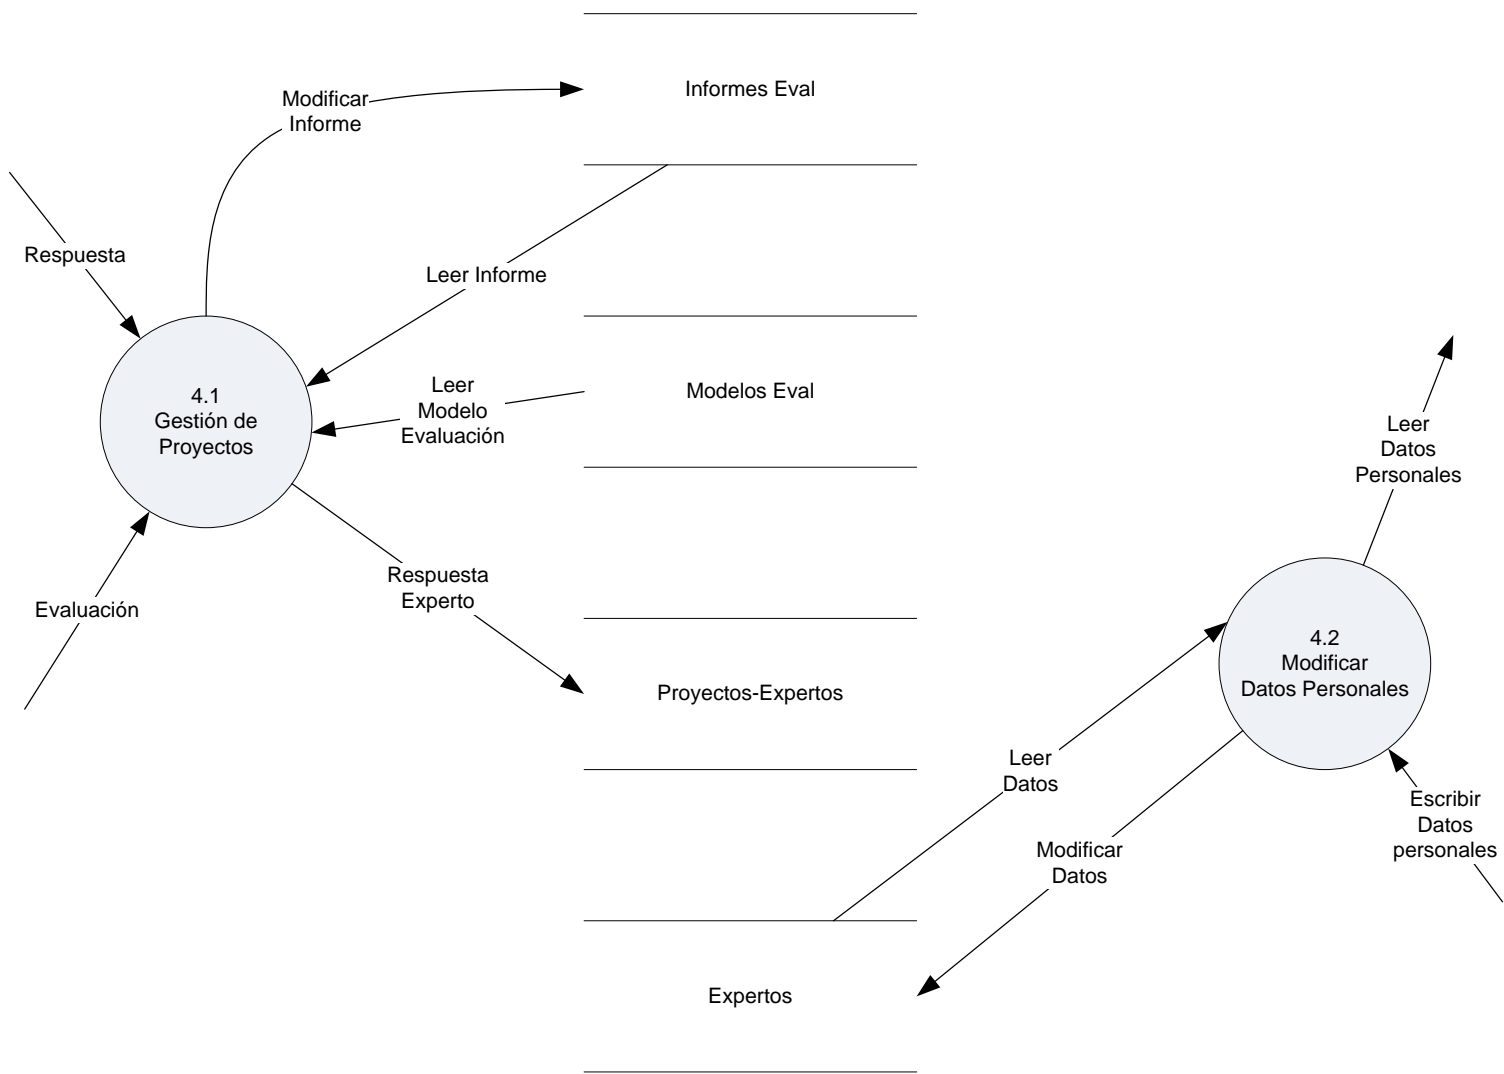 Informes Eval
Modificar
Informe
Respuesta
Leer Informe
4.1
Gestión de
Proyectos
Leer
Modelo
Evaluación
Modelos Eval
Leer
Datos
Personales
Respuesta
Experto
Evaluación
4.2
Modificar
Datos Personales
Proyectos-Expertos
Leer
Datos
Escribir
Datos
personales
Modificar
Datos
Expertos